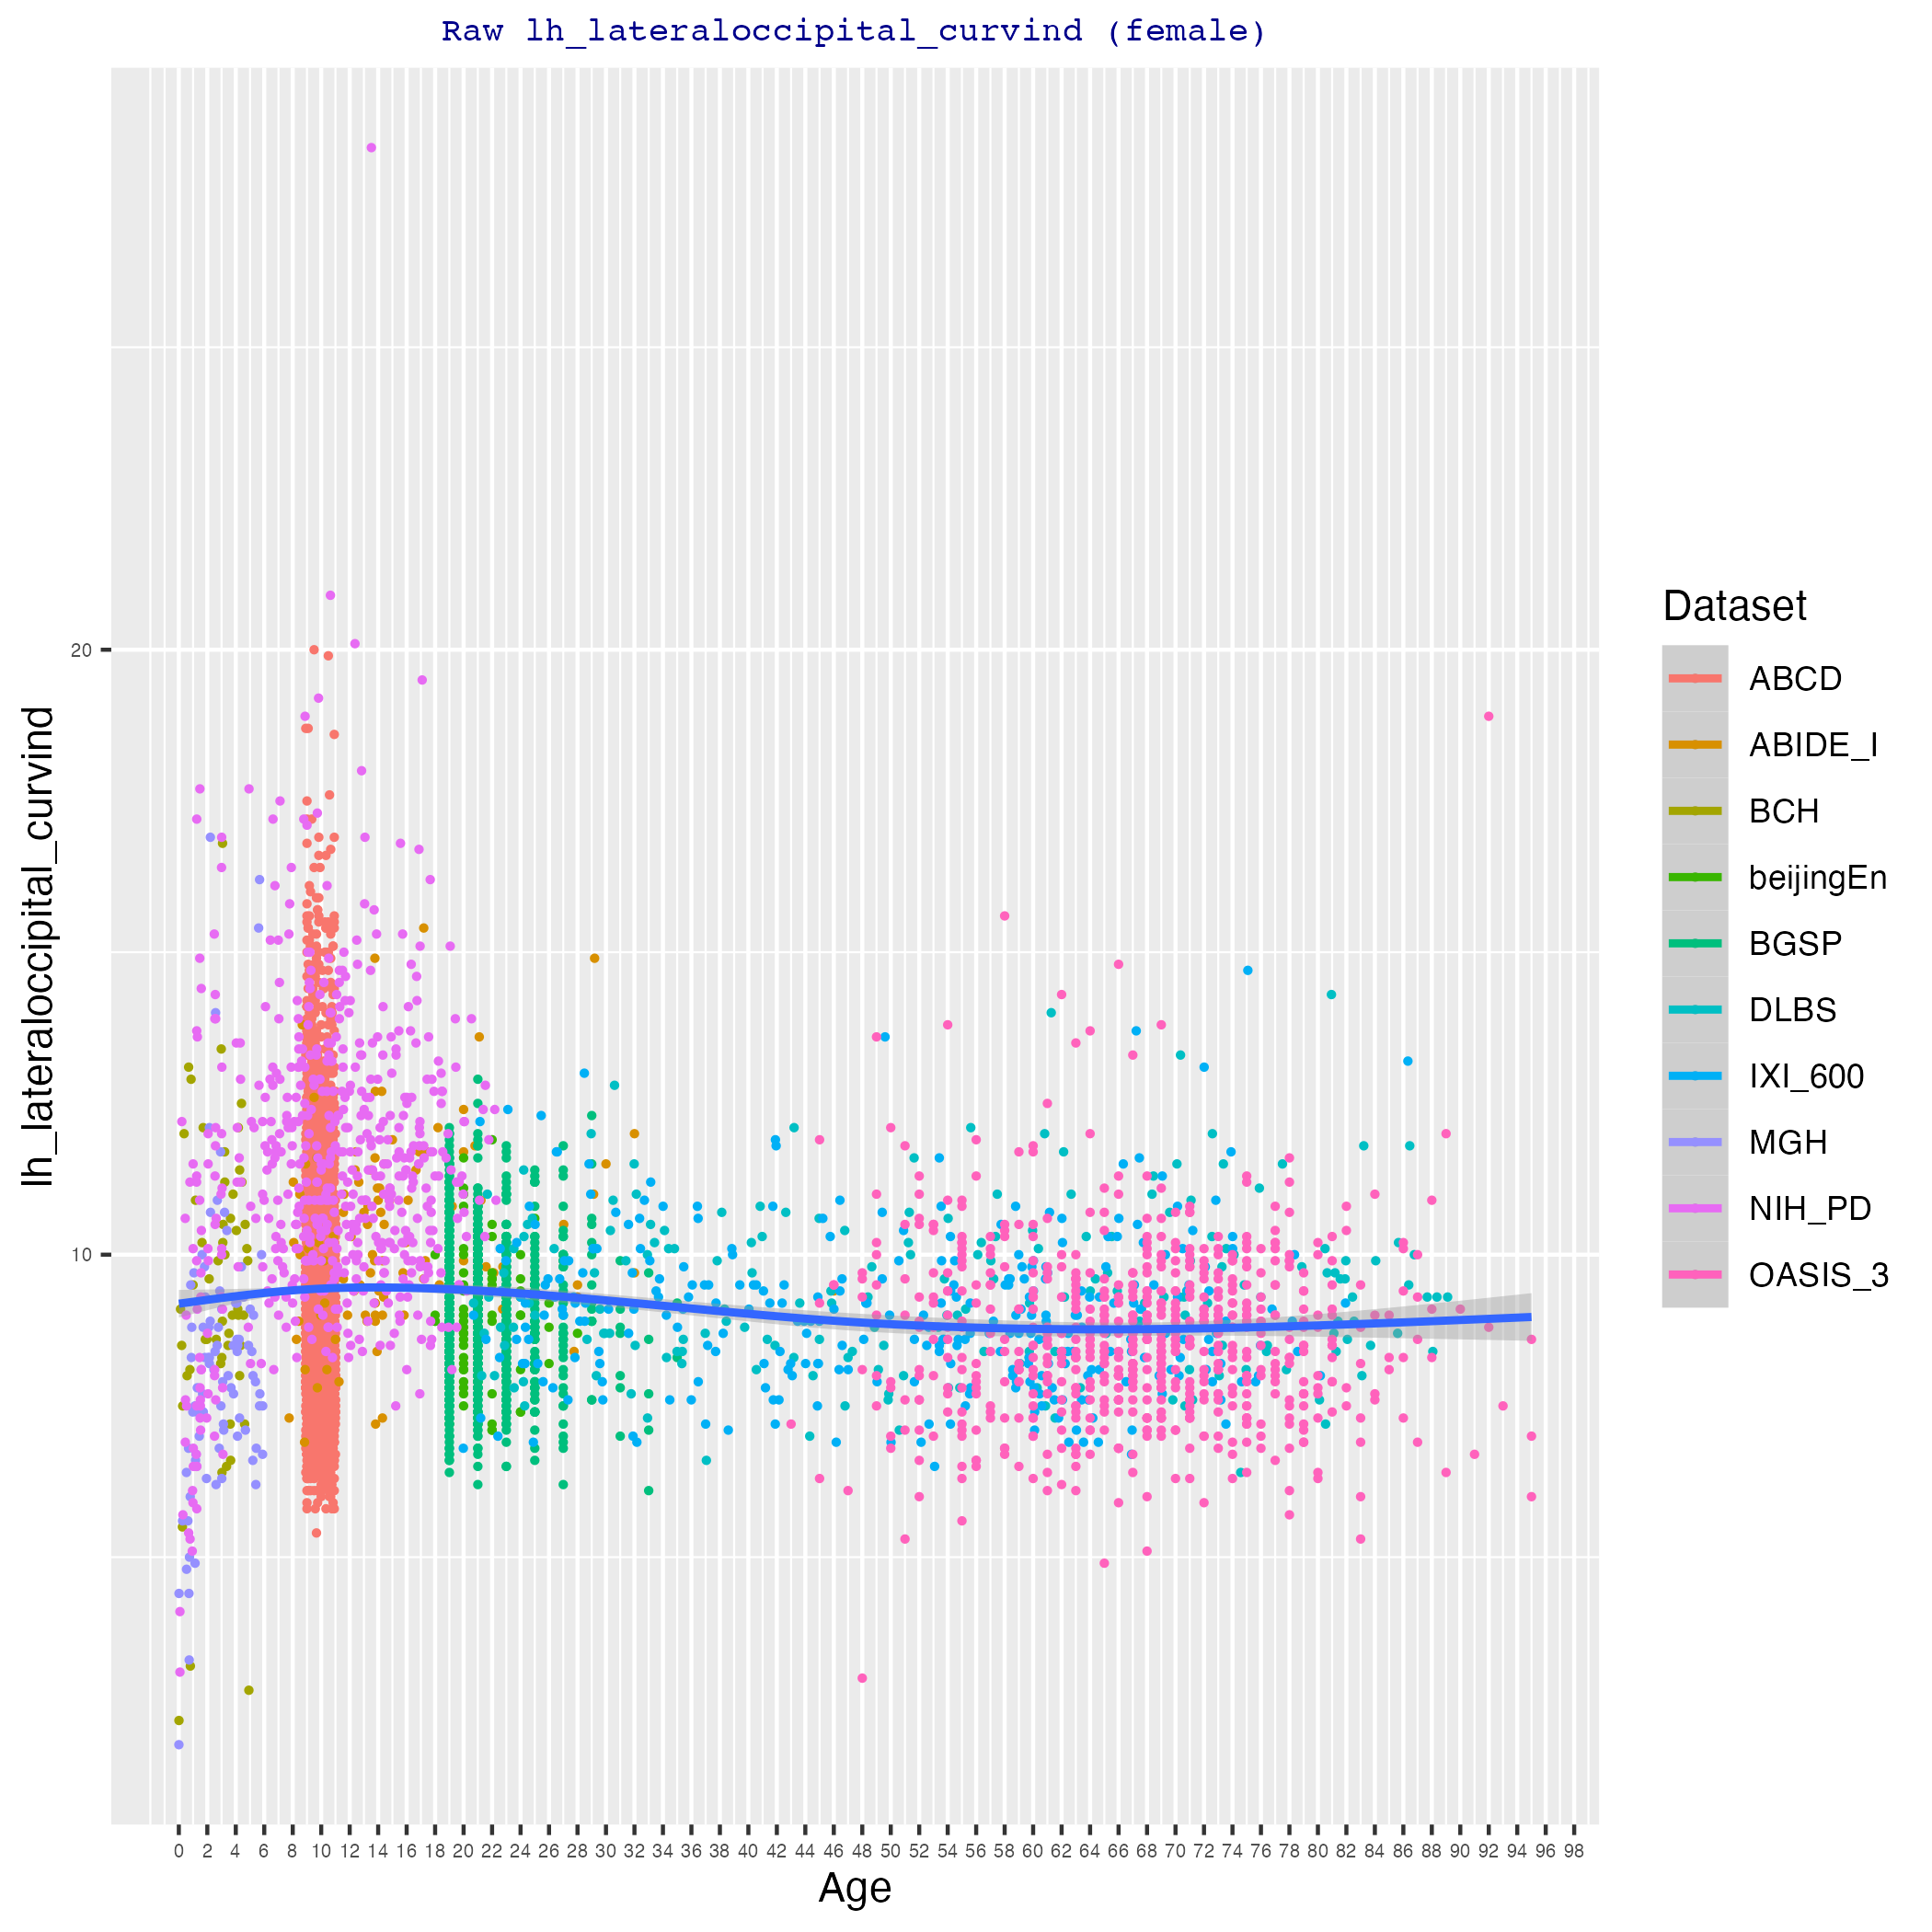 Raw lh_lateraloccipital_curvind (female)
lh_lateraloccipital_curvind
20
10
0 2 4 6 8 10 12 14 16 18 20 22 24 26 28 30 32 34 36 38 40 42 44 46 48 50 52 54 56 58 60 62 64 66 68 70 72 74 76 78 80 82 84 86 88 90 92 94 96 98
Age
Dataset
ABCD
ABIDE_I
BCH
beijingEn
BGSP
DLBS
IXI_600
MGH
NIH_PD
OASIS_3